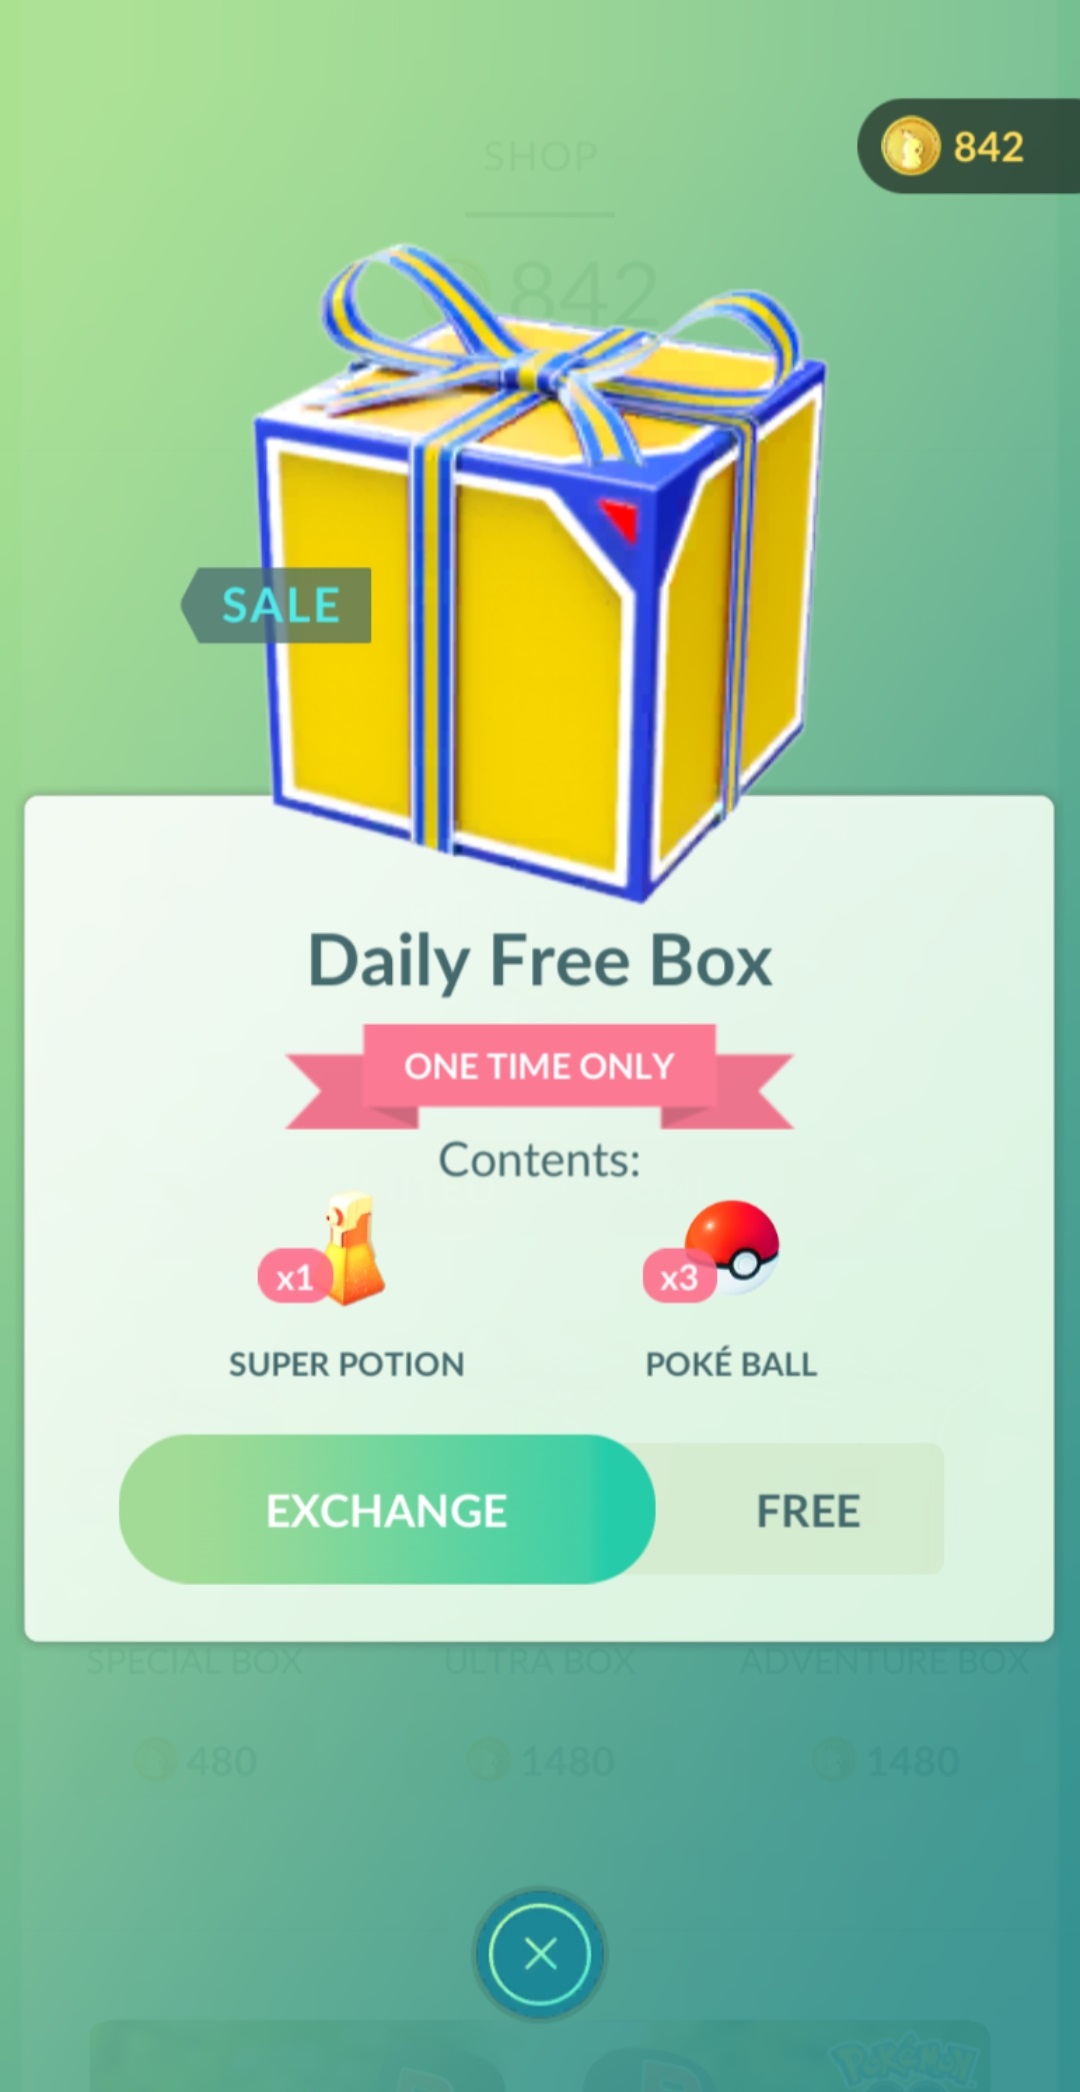 842
SHOP
842
SALE
Daily Free Box
ONE TIME ONLY
Contents:
x1
x3
SUPER POTION
POKÉ BALL
EXCHANGE
FREE
SPECIAL BOX
ULTRA BOX
ADVENTURE BOX
480
1480
1480
POKÉMON